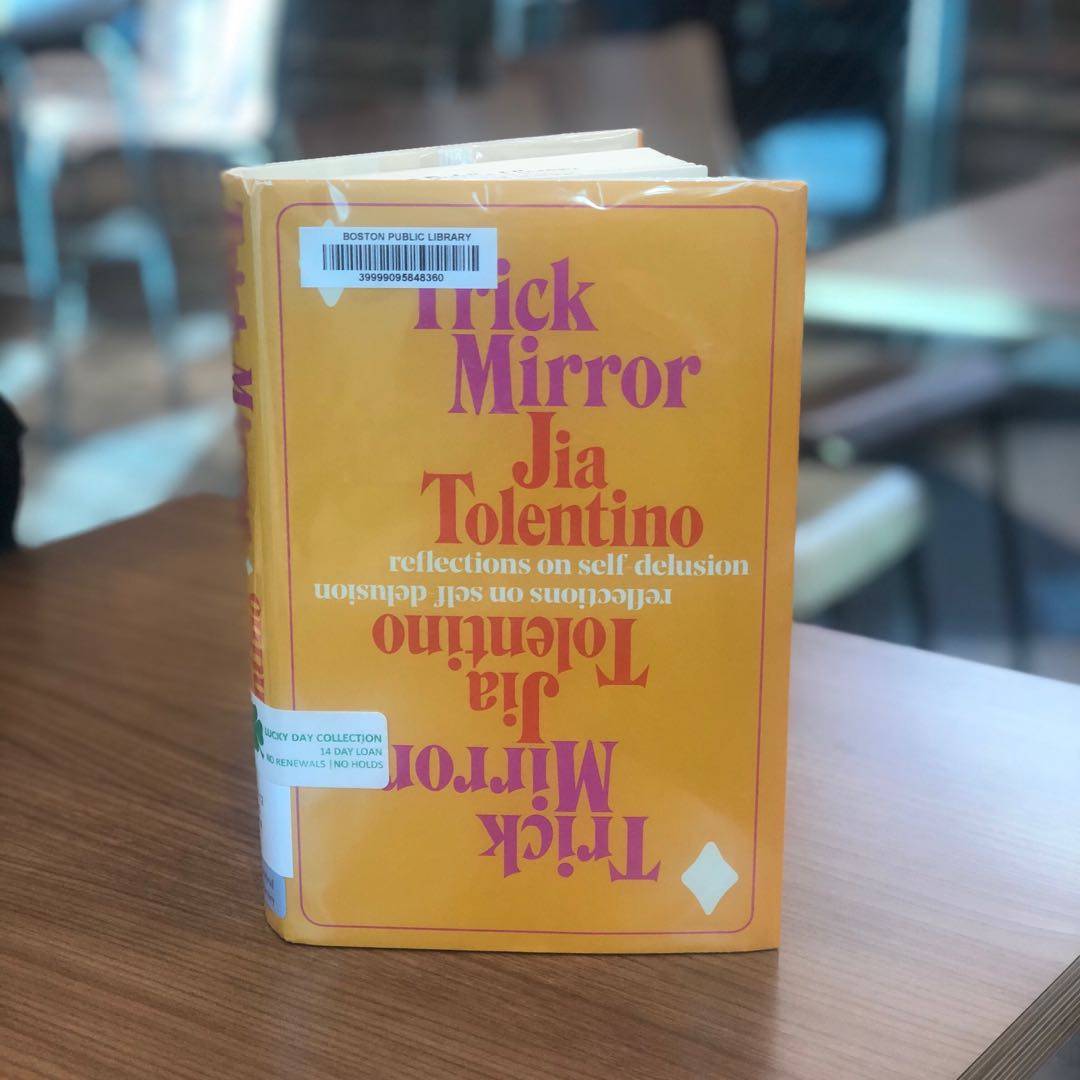 BOSTON PUBLIC LIBRARY
39999095848360
Trick
Mirror
Jia
Tolentino
reflections on self-delusion
reflections on self-delusion
Tolentino
Jia
Mirror
Trick
LUCKY DAY COLLECTION
14 DAY LOAN
NO RENEWALS | NO HOLDS